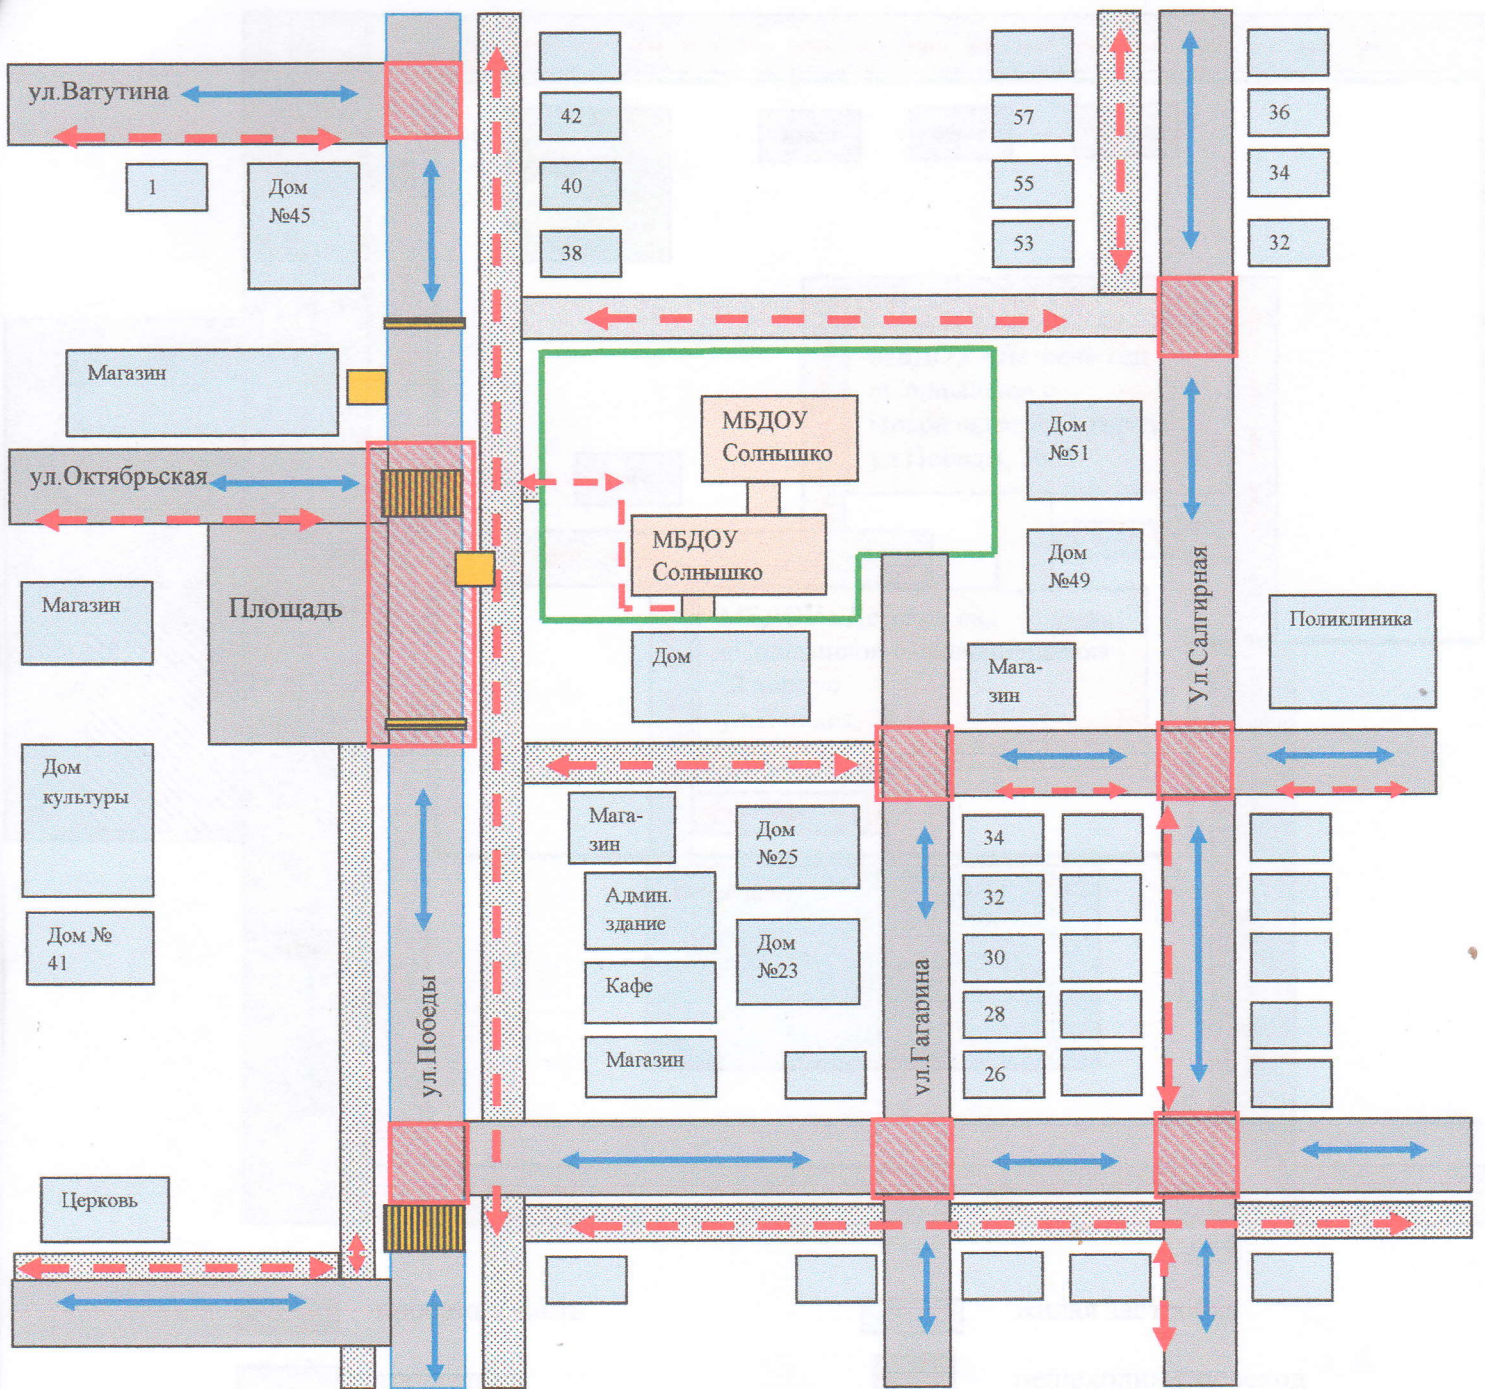 ул.Ватутина
42
57
36
1
Дом
№45
40
55
34
38
53
32
Магазин
МБДОУ
Солнышко
Дом
№51
ул.Октябрьская
МБДОУ
Солнышко
Дом
№49
Магазин
Площадь
Дом
Мага-
зин
Ул.Салгирная
Поликлиника
Дом
культуры
Мага-
зин
Дом
№25
34
Админ.
здание
32
Дом №
41
Дом
№23
30
Кафе
28
ул.Победы
Магазин
ул.Гагарина
26
Церковь